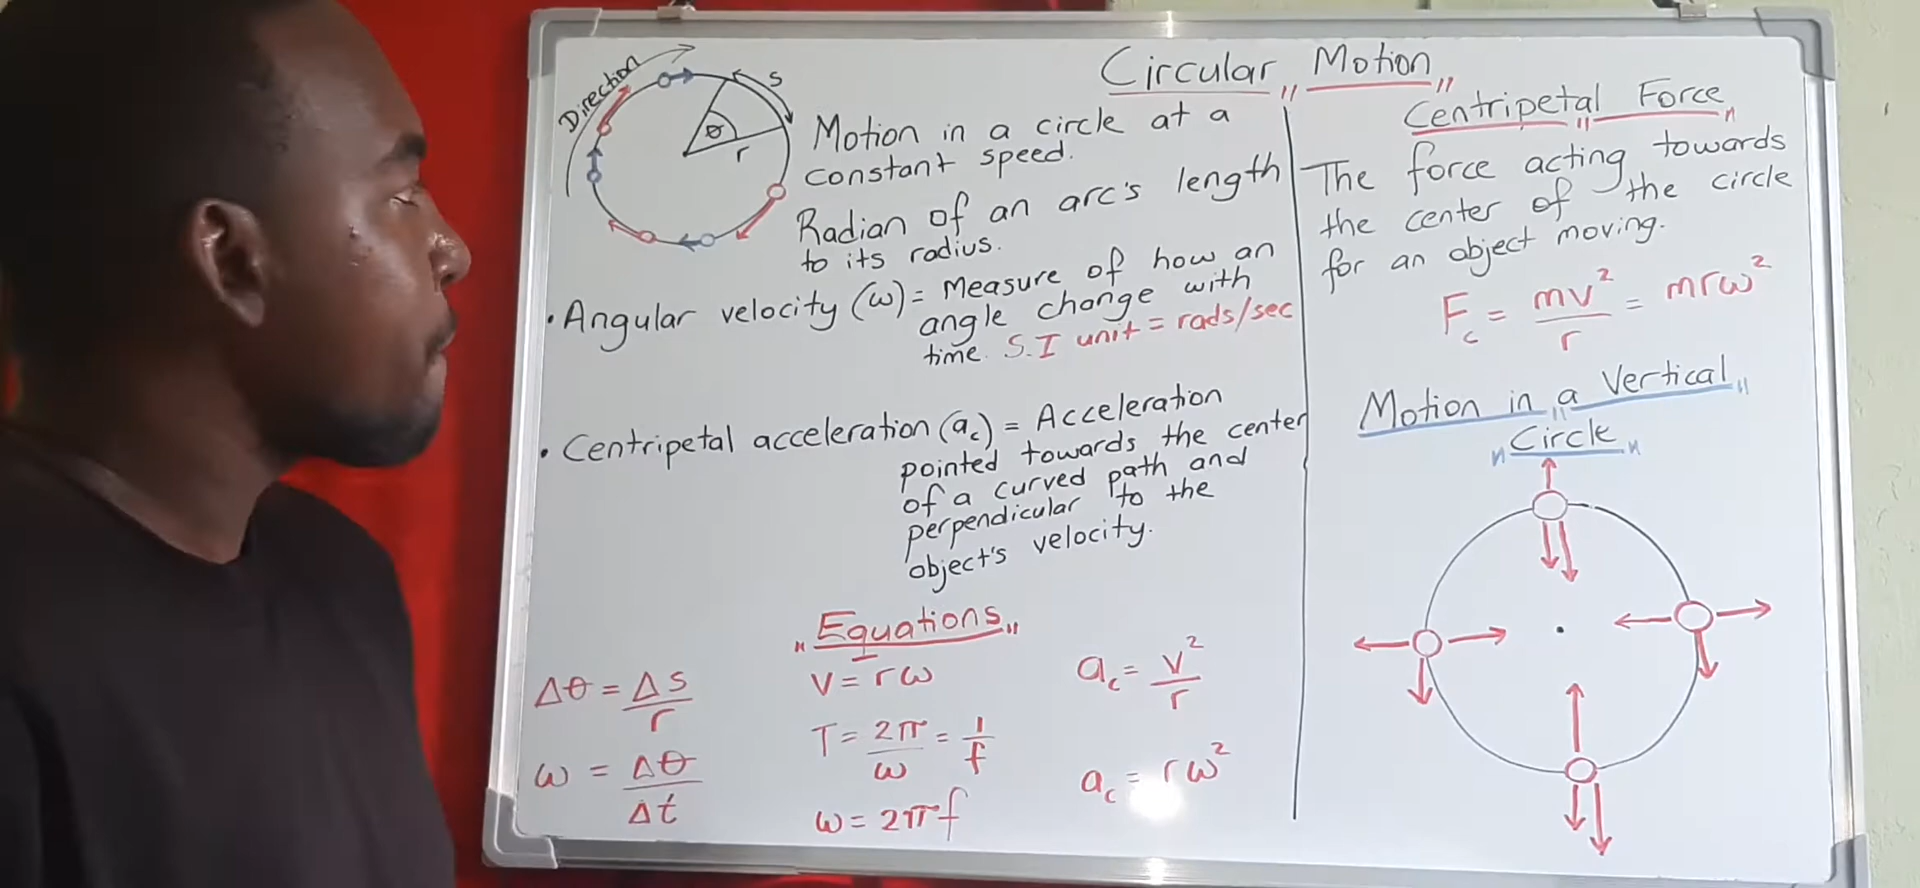 Circular Motion
Direction
s
θ
r
Motion in a circle at a
constant speed.
Radian of an arc's length
to its radius.
• Angular velocity (ω) = Measure of how an
angle change with
time. S.I unit = rads/sec
• Centripetal acceleration (a_c) = Acceleration
pointed towards the center
of a curved path and
perpendicular to the
object's velocity.
"Equations"
Δθ = Δs/r
ω = Δθ/Δt
v = rω
T = 2π/ω = 1/f
ω = 2πf
a_c = v²/r
a_c = rω²
Centripetal Force
The force acting towards
the center of the circle
for an object moving.
F_c = mv²/r = mrω²
Motion in a Vertical
"Circle"